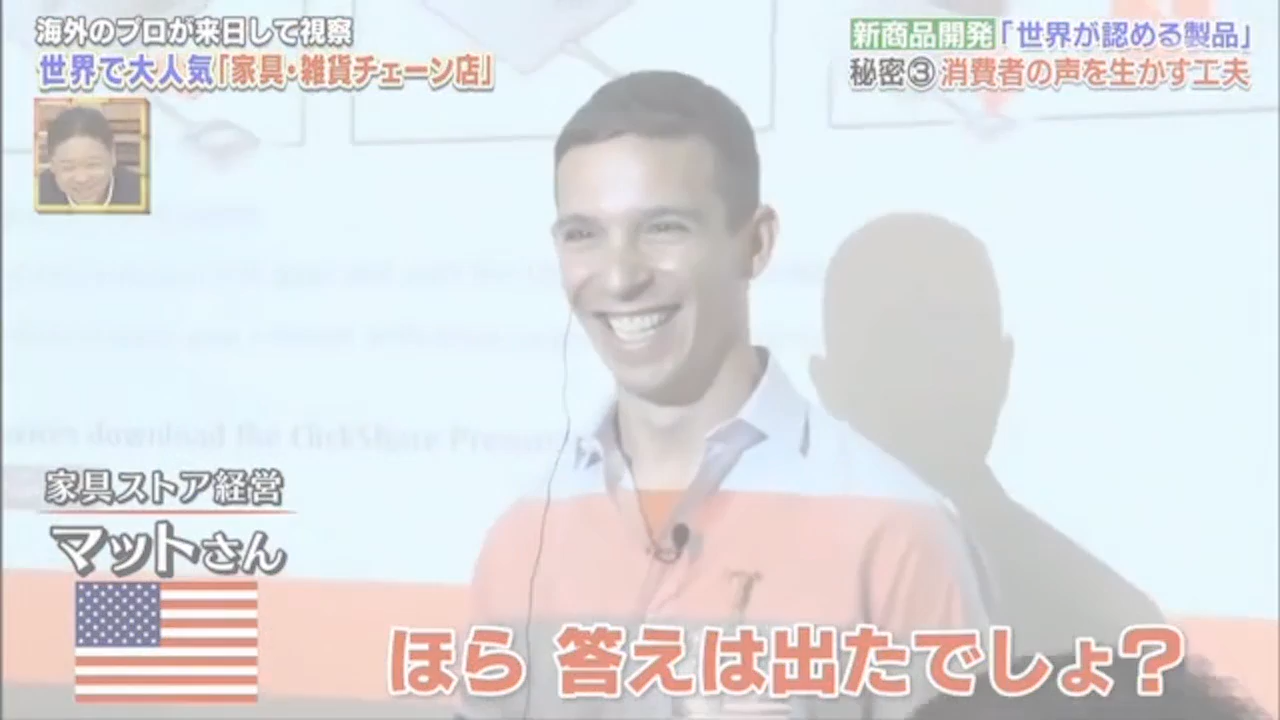 海外のプロが来日して視察
世界で大人気「家具・雑貨チェーン店」
新商品開発「世界が認める製品」
秘密③消費者の声を生かす工夫
download the ClickShare
家具ストア経営
マットさん
ほら 答えは出たでしょ?